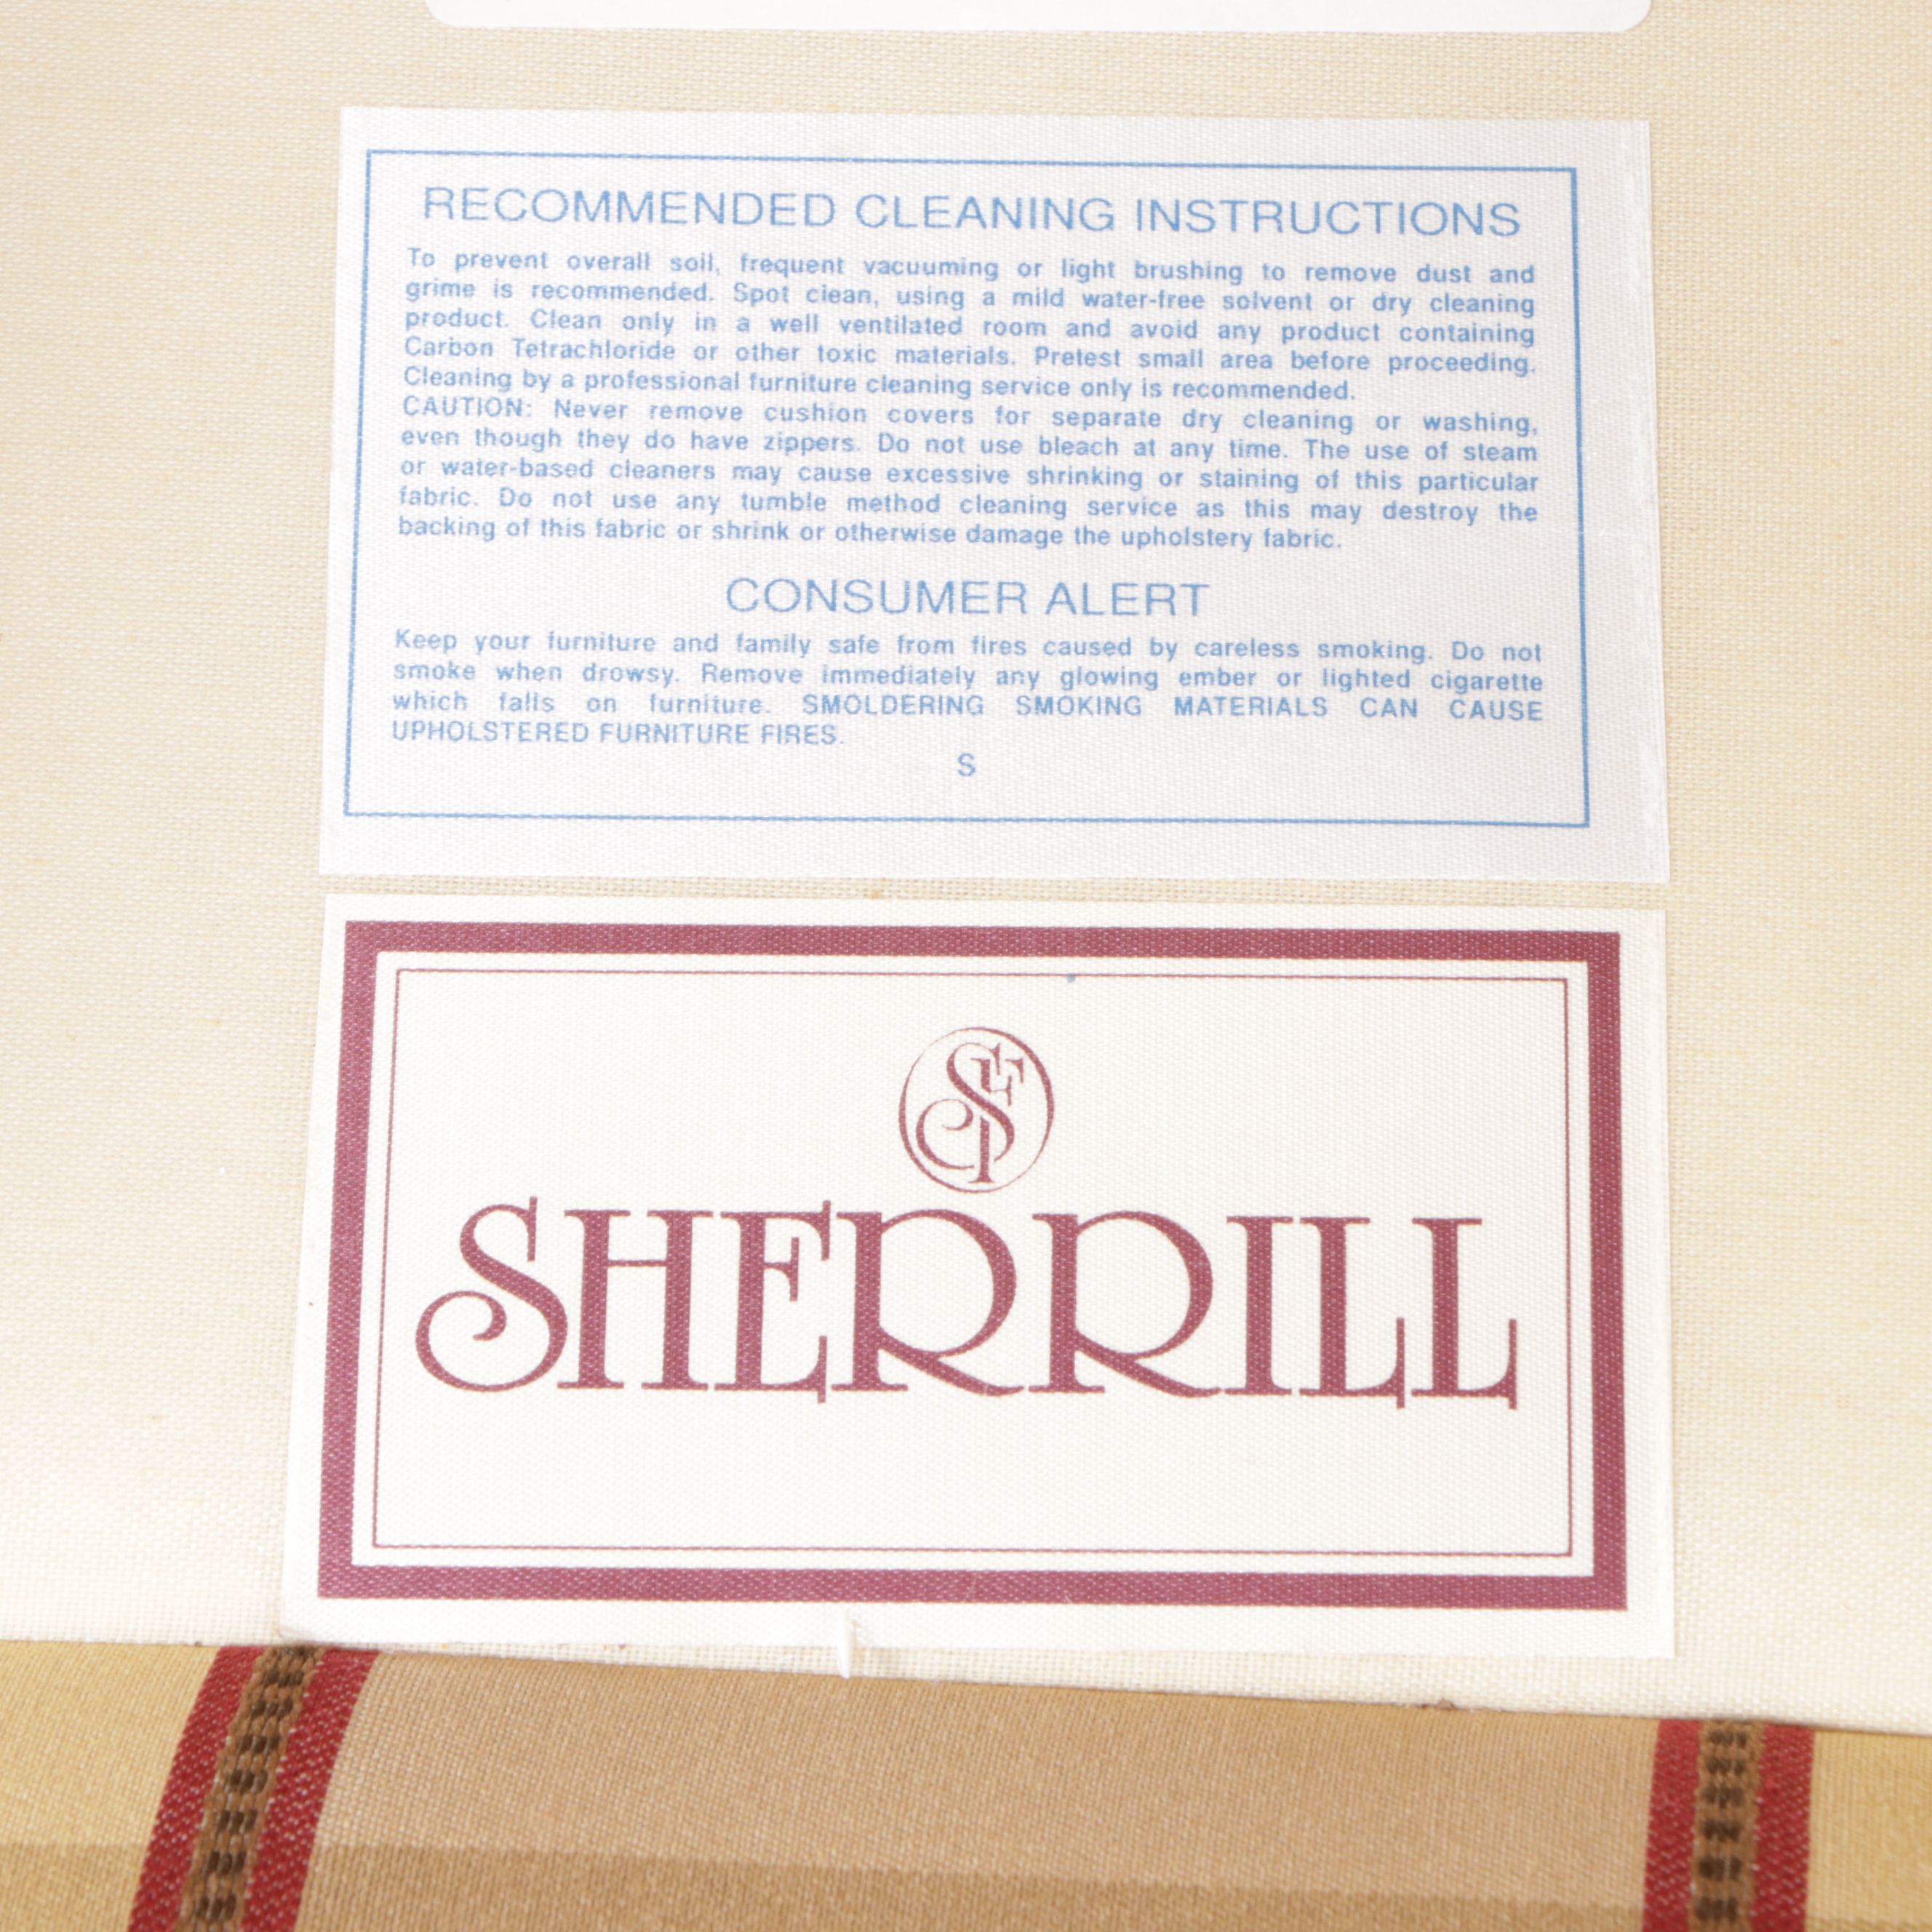 RECOMMENDED CLEANING INSTRUCTIONS
To prevent overall soil, frequent vacuuming or light brushing to remove dust and
grime is recommended. Spot clean, using a mild water-free solvent or dry cleaning
product. Clean only in a well ventilated room and avoid any product containing
Carbon Tetrachloride or other toxic materials. Pretest small area before proceeding.
Cleaning by a professional furniture cleaning service only is recommended.
CAUTION: Never remove cushion covers for separate dry cleaning or washing,
even though they do have zippers. Do not use bleach at any time. The use of steam
or water-based cleaners may cause excessive shrinking or staining of this particular
fabric. Do not use any tumble method cleaning service as this may destroy the
backing of this fabric or shrink or otherwise damage the upholstery fabric.
CONSUMER ALERT
Keep your furniture and family safe from fires caused by careless smoking. Do not
smoke when drowsy. Remove immediately any glowing ember or lighted cigarette
which falls on furniture. SMOLDERING SMOKING MATERIALS CAN CAUSE
UPHOLSTERED FURNITURE FIRES.
S
SF
SHERRILL